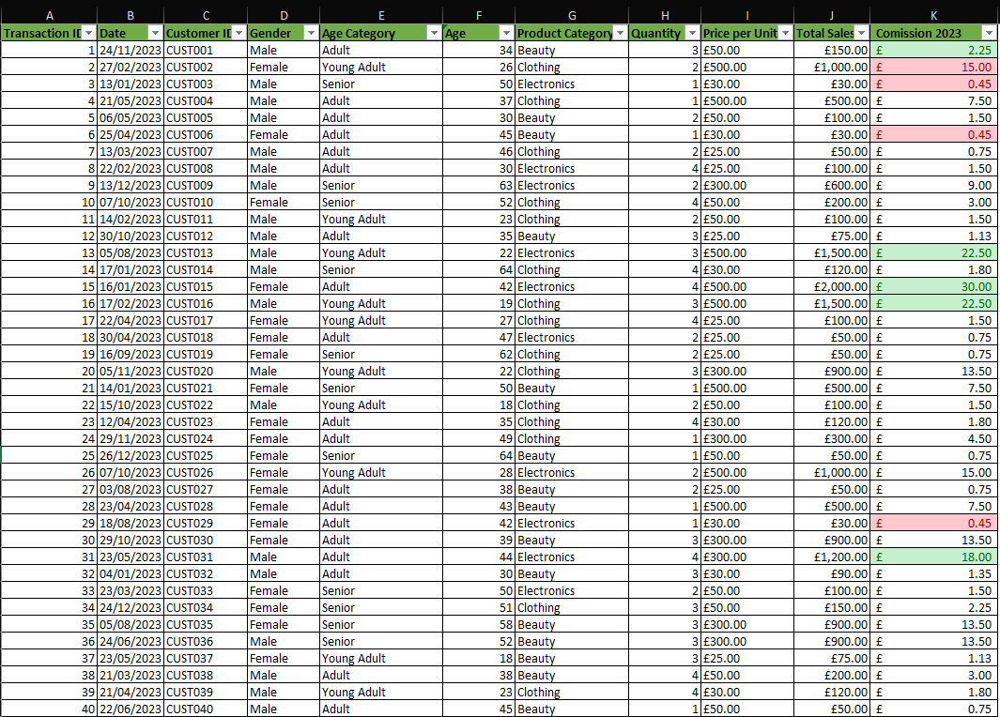 A B C D E F G H I J K
Transaction ID Date Customer ID Gender Age Category Age Product Category Quantity Price per Unit Total Sales Comission 2023
1 24/11/2023 CUST001 Male Adult 34 Beauty 3 £50.00 £150.00 £ 2.25
2 27/02/2023 CUST002 Female Young Adult 26 Clothing 2 £500.00 £1,000.00 £ 15.00
3 13/01/2023 CUST003 Male Senior 50 Electronics 1 £30.00 £30.00 £ 0.45
4 21/05/2023 CUST004 Male Adult 37 Clothing 1 £500.00 £500.00 £ 7.50
5 06/05/2023 CUST005 Male Adult 30 Beauty 2 £50.00 £100.00 £ 1.50
6 25/04/2023 CUST006 Female Adult 45 Beauty 1 £30.00 £30.00 £ 0.45
7 13/03/2023 CUST007 Male Adult 46 Clothing 2 £25.00 £50.00 £ 0.75
8 22/02/2023 CUST008 Male Adult 30 Electronics 4 £25.00 £100.00 £ 1.50
9 13/12/2023 CUST009 Male Senior 63 Electronics 2 £300.00 £600.00 £ 9.00
10 07/10/2023 CUST010 Female Senior 52 Clothing 4 £50.00 £200.00 £ 3.00
11 14/02/2023 CUST011 Male Young Adult 23 Clothing 2 £50.00 £100.00 £ 1.50
12 30/10/2023 CUST012 Male Adult 35 Beauty 3 £25.00 £75.00 £ 1.13
13 05/08/2023 CUST013 Male Young Adult 22 Electronics 3 £500.00 £1,500.00 £ 22.50
14 17/01/2023 CUST014 Male Senior 64 Clothing 4 £30.00 £120.00 £ 1.80
15 16/01/2023 CUST015 Female Adult 42 Electronics 4 £500.00 £2,000.00 £ 30.00
16 17/02/2023 CUST016 Male Young Adult 19 Clothing 3 £500.00 £1,500.00 £ 22.50
17 22/04/2023 CUST017 Female Young Adult 27 Clothing 4 £25.00 £100.00 £ 1.50
18 30/04/2023 CUST018 Female Adult 47 Electronics 2 £25.00 £50.00 £ 0.75
19 16/09/2023 CUST019 Female Senior 62 Clothing 2 £25.00 £50.00 £ 0.75
20 05/11/2023 CUST020 Male Young Adult 22 Clothing 3 £300.00 £900.00 £ 13.50
21 14/01/2023 CUST021 Female Senior 50 Beauty 1 £500.00 £500.00 £ 7.50
22 15/10/2023 CUST022 Male Young Adult 18 Clothing 2 £50.00 £100.00 £ 1.50
23 12/04/2023 CUST023 Female Adult 35 Clothing 4 £30.00 £120.00 £ 1.80
24 29/11/2023 CUST024 Female Adult 49 Clothing 1 £300.00 £300.00 £ 4.50
25 26/12/2023 CUST025 Female Senior 64 Beauty 1 £50.00 £50.00 £ 0.75
26 07/10/2023 CUST026 Female Young Adult 28 Electronics 2 £500.00 £1,000.00 £ 15.00
27 03/08/2023 CUST027 Female Adult 38 Beauty 2 £25.00 £50.00 £ 0.75
28 23/04/2023 CUST028 Female Adult 43 Beauty 1 £500.00 £500.00 £ 7.50
29 18/08/2023 CUST029 Female Adult 42 Electronics 1 £30.00 £30.00 £ 0.45
30 29/10/2023 CUST030 Female Adult 39 Beauty 3 £300.00 £900.00 £ 13.50
31 23/05/2023 CUST031 Male Adult 44 Electronics 4 £300.00 £1,200.00 £ 18.00
32 04/01/2023 CUST032 Male Adult 30 Beauty 3 £30.00 £90.00 £ 1.35
33 23/03/2023 CUST033 Female Senior 50 Electronics 2 £50.00 £100.00 £ 1.50
34 24/12/2023 CUST034 Female Senior 51 Clothing 3 £50.00 £150.00 £ 2.25
35 05/08/2023 CUST035 Female Senior 58 Beauty 3 £300.00 £900.00 £ 13.50
36 24/06/2023 CUST036 Male Senior 52 Beauty 3 £300.00 £900.00 £ 13.50
37 23/05/2023 CUST037 Female Young Adult 18 Beauty 3 £25.00 £75.00 £ 1.13
38 21/03/2023 CUST038 Male Adult 38 Beauty 4 £50.00 £200.00 £ 3.00
39 21/04/2023 CUST039 Male Young Adult 23 Clothing 4 £30.00 £120.00 £ 1.80
40 22/06/2023 CUST040 Male Adult 45 Beauty 1 £50.00 £50.00 £ 0.75